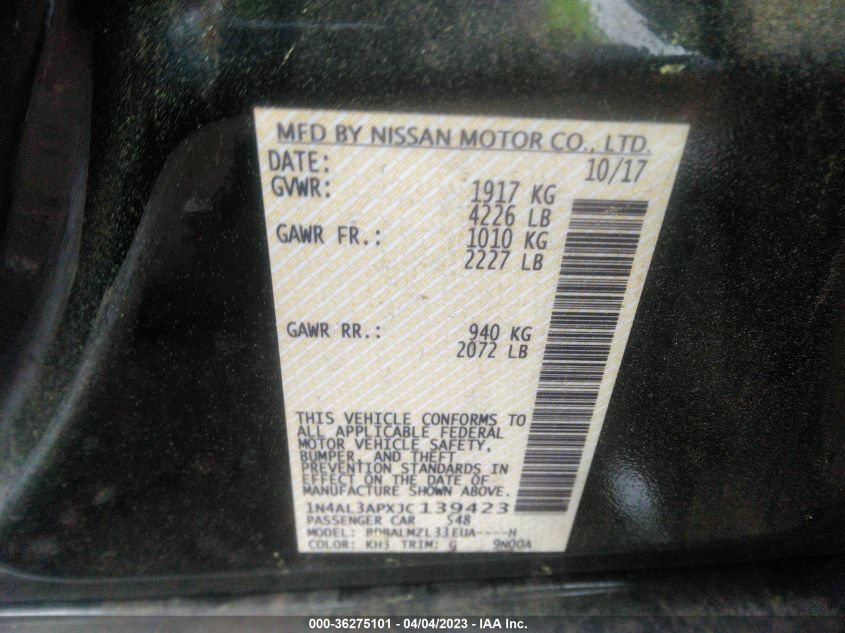 MFD BY NISSAN MOTOR CO., LTD.
DATE: 10/17
GVWR: 1917 KG
4226 LB
GAWR FR.: 1010 KG
2227 LB
GAWR RR.: 940 KG
2072 LB
THIS VEHICLE CONFORMS TO
ALL APPLICABLE FEDERAL
MOTOR VEHICLE SAFETY,
BUMPER, AND THEFT
PREVENTION STANDARDS IN
EFFECT ON THE DATE OF
MANUFACTURE SHOWN ABOVE.
1N4AL3APXJC139423
PASSENGER CAR 548
MODEL:
COLOR: KH3 TRIM: G 9N00A
000-36275101 - 04/04/2023 - IAA Inc.